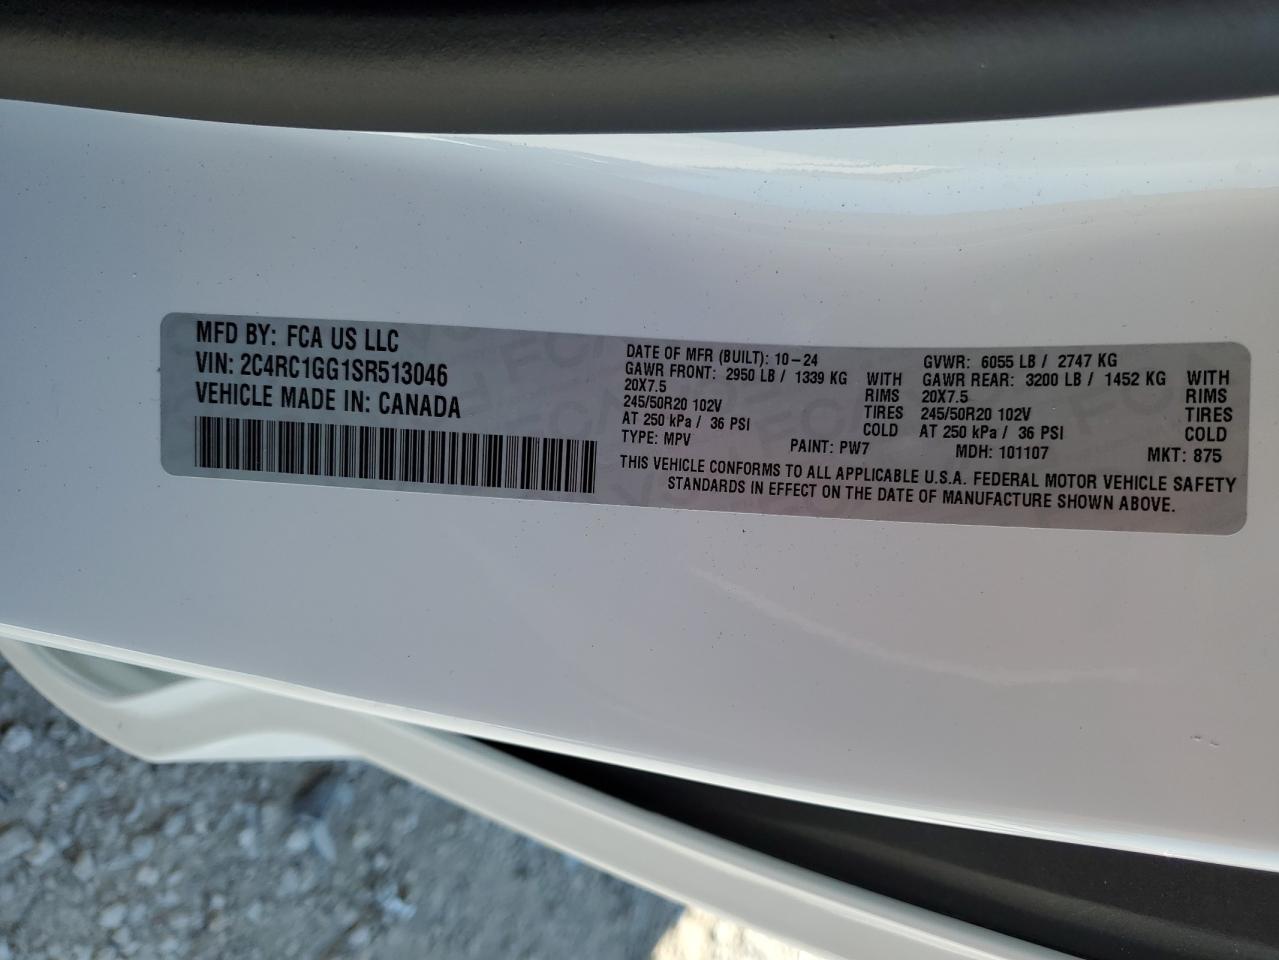 MFD BY: FCA US LLC
VIN: 2C4RC1GG1SR513046
VEHICLE MADE IN: CANADA
DATE OF MFR (BUILT): 10-24
GAWR FRONT: 2950 LB / 1339 KG WITH
20X7.5 RIMS
245/50R20 102V TIRES
AT 250 kPa / 36 PSI COLD
TYPE: MPV PAINT: PW7
GVWR: 6055 LB / 2747 KG
GAWR REAR: 3200 LB / 1452 KG WITH
20X7.5 RIMS
245/50R20 102V TIRES
AT 250 kPa / 36 PSI COLD
MDH: 101107 MKT: 875
THIS VEHICLE CONFORMS TO ALL APPLICABLE U.S.A. FEDERAL MOTOR VEHICLE SAFETY
STANDARDS IN EFFECT ON THE DATE OF MANUFACTURE SHOWN ABOVE.